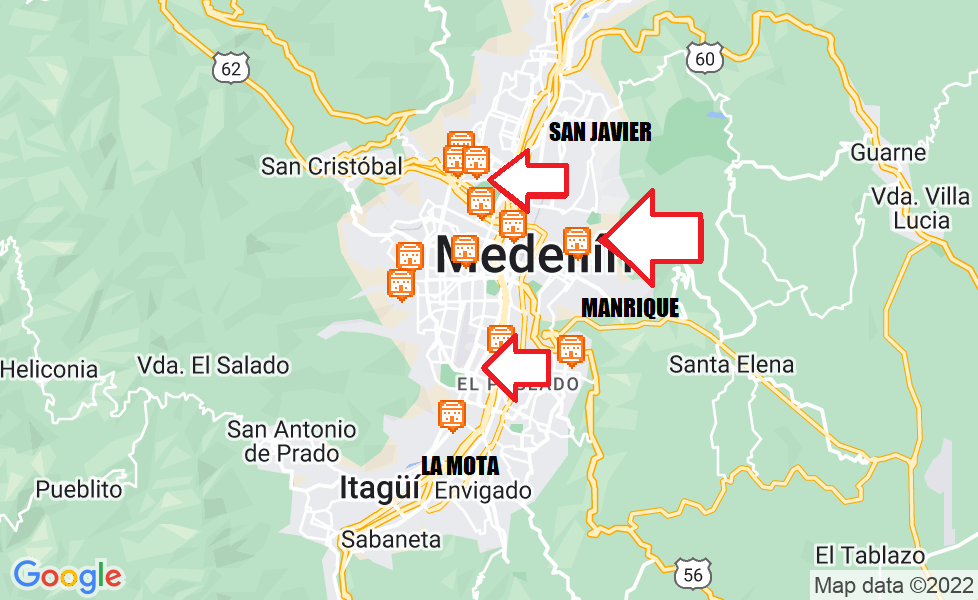 62
60
SAN JAVIER
San Cristóbal
Guarne
Vda. Villa
Lucia
Medellín
MANRIQUE
Heliconia
Vda. El Salado
Santa Elena
EL POBLADO
San Antonio
de Prado
LA MOTA
Pueblito
Itagüí
Envigado
Sabaneta
El Tablazo
56
Google
Map data ©2022